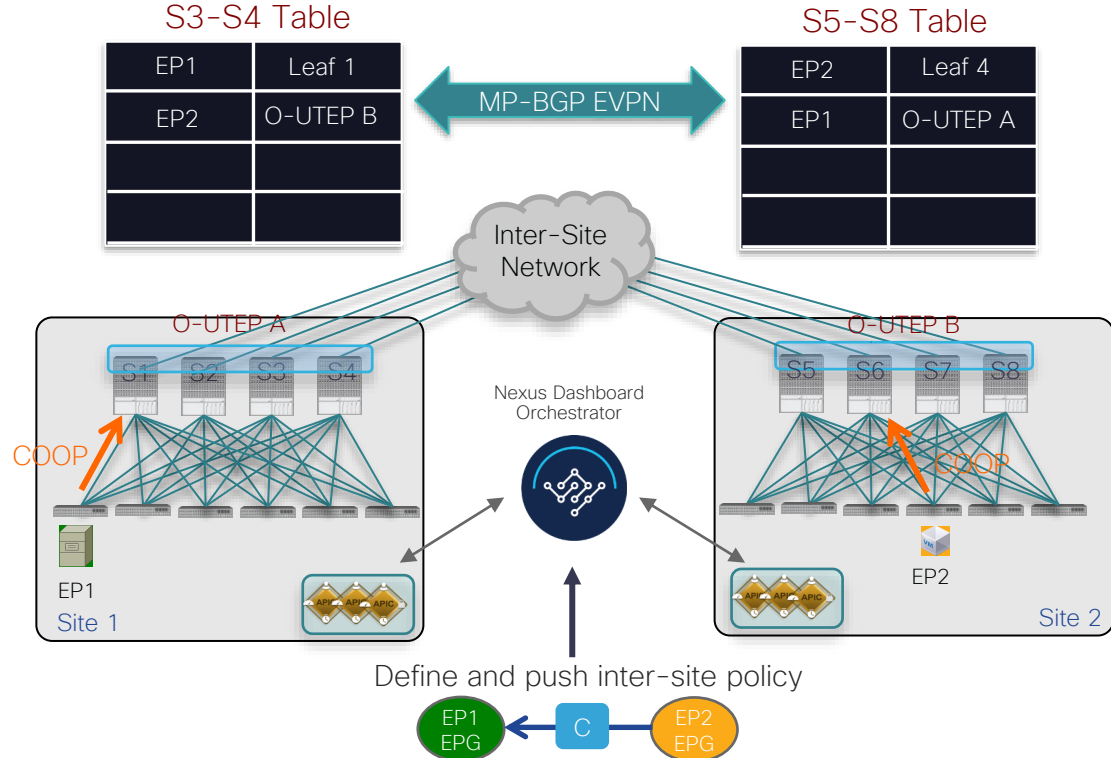 S3-S4 Table
S5-S8 Table
EP1 Leaf 1
EP2 O-UTEP B
MP-BGP EVPN
EP2 Leaf 4
EP1 O-UTEP A
Inter-Site
Network
O-UTEP A
O-UTEP B
S1 S2 S3 S4
S5 S6 S7 S8
Nexus Dashboard
Orchestrator
COOP
COOP
EP1
VM
EP2
APIC APIC APIC
APIC APIC APIC
Site 1
Site 2
Define and push inter-site policy
EP1
EPG
C
EP2
EPG